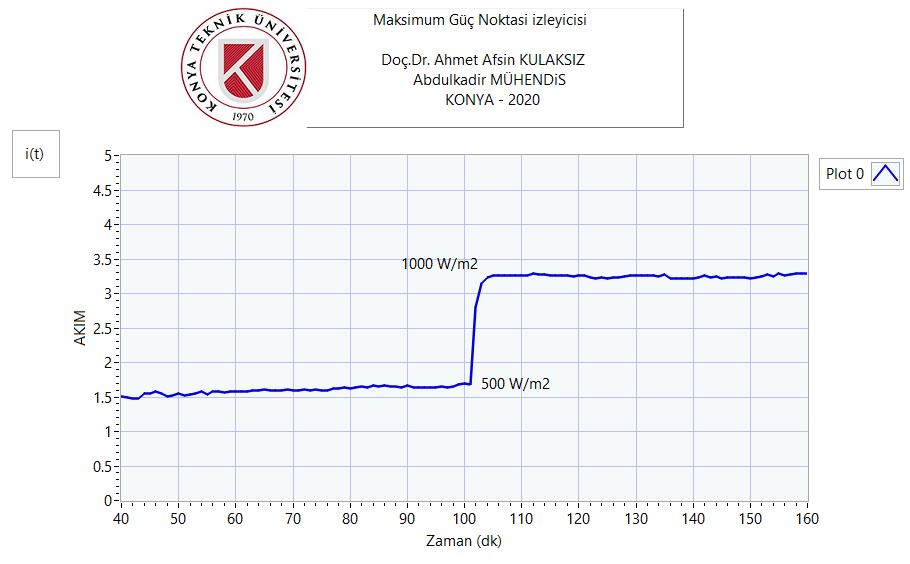 KONYA TEKNİK ÜNİVERSİTESİ
1970
Maksimum Güç Noktasi izleyicisi
Doç.Dr. Ahmet Afsin KULAKSIZ
Abdulkadir MÜHENDiS
KONYA - 2020
i(t)
Plot 0
5
4.5
4
3.5
3
2.5
2
1.5
1
0.5
0
AKIM
1000 W/m2
500 W/m2
40 50 60 70 80 90 100 110 120 130 140 150 160
Zaman (dk)